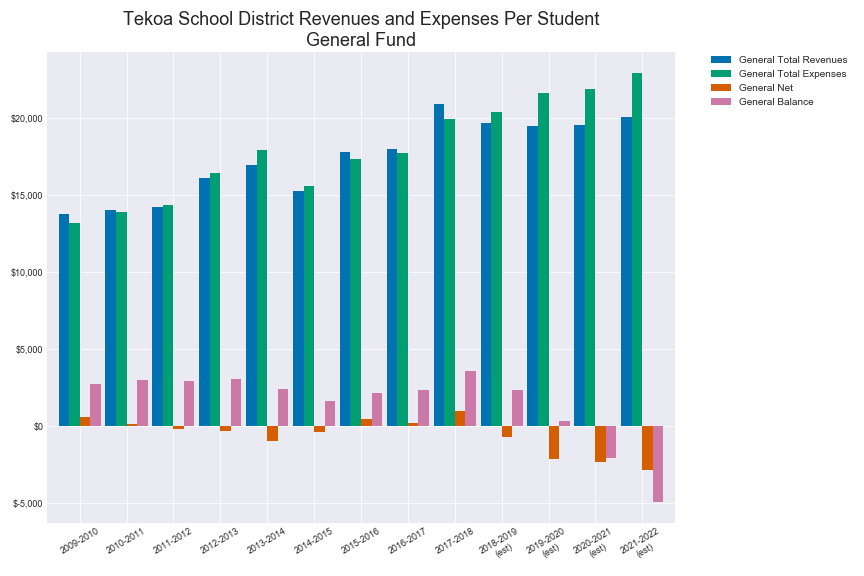 Tekoa School District Revenues and Expenses Per Student
General Fund
General Total Revenues
General Total Expenses
General Net
General Balance
$20,000
$15,000
$10,000
$5,000
$0
$-5,000
2009-2010
2010-2011
2011-2012
2012-2013
2013-2014
2014-2015
2015-2016
2016-2017
2017-2018
2018-2019
(est)
2019-2020
(est)
2020-2021
(est)
2021-2022
(est)